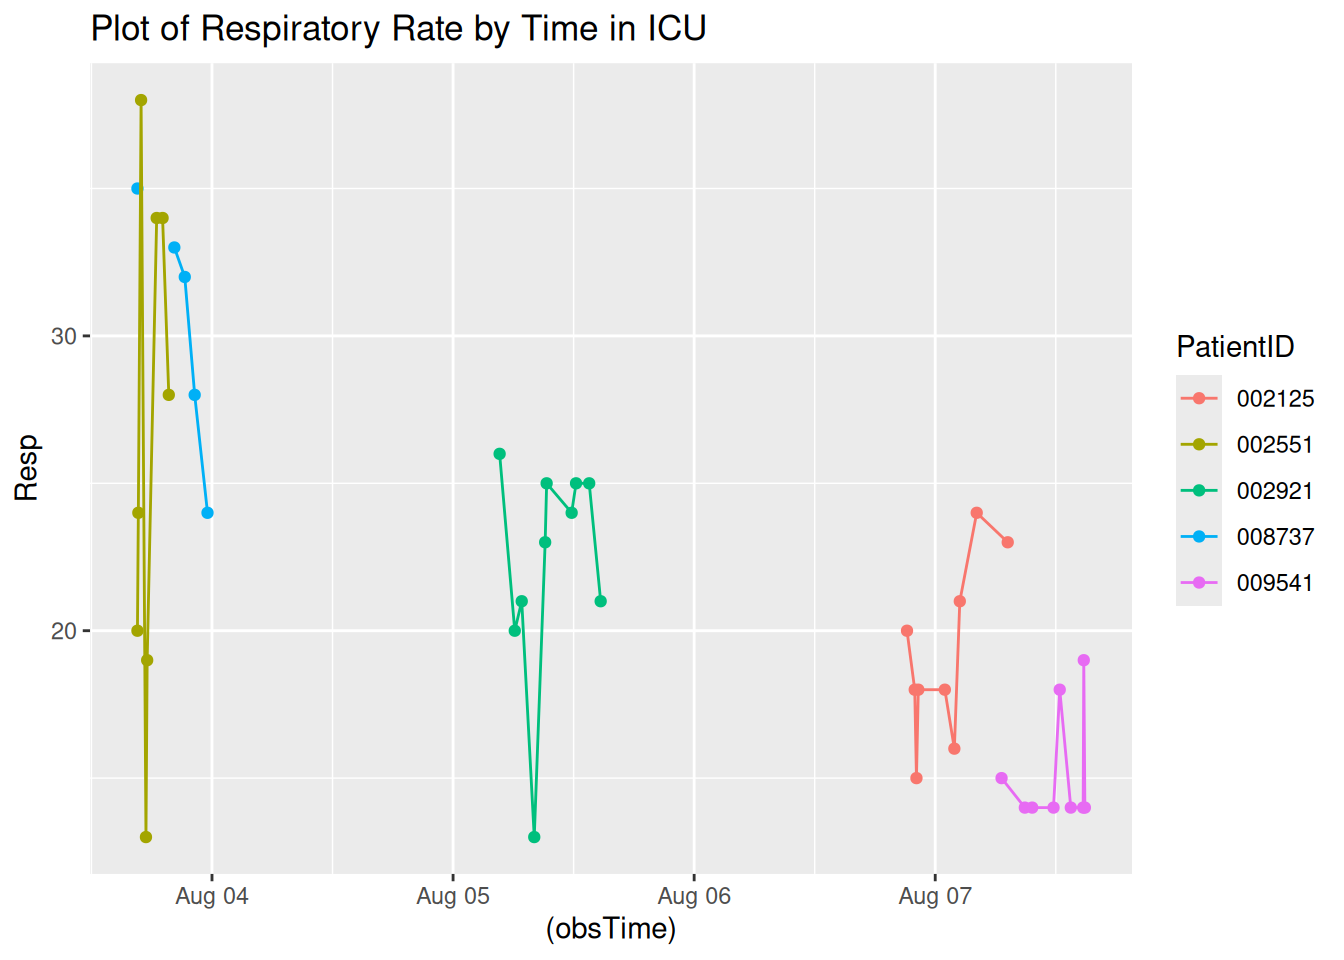 Plot of Respiratory Rate by Time in ICU
Resp
30
20
Aug 04
Aug 05
Aug 06
Aug 07
(obsTime)
PatientID
002125
002551
002921
008737
009541